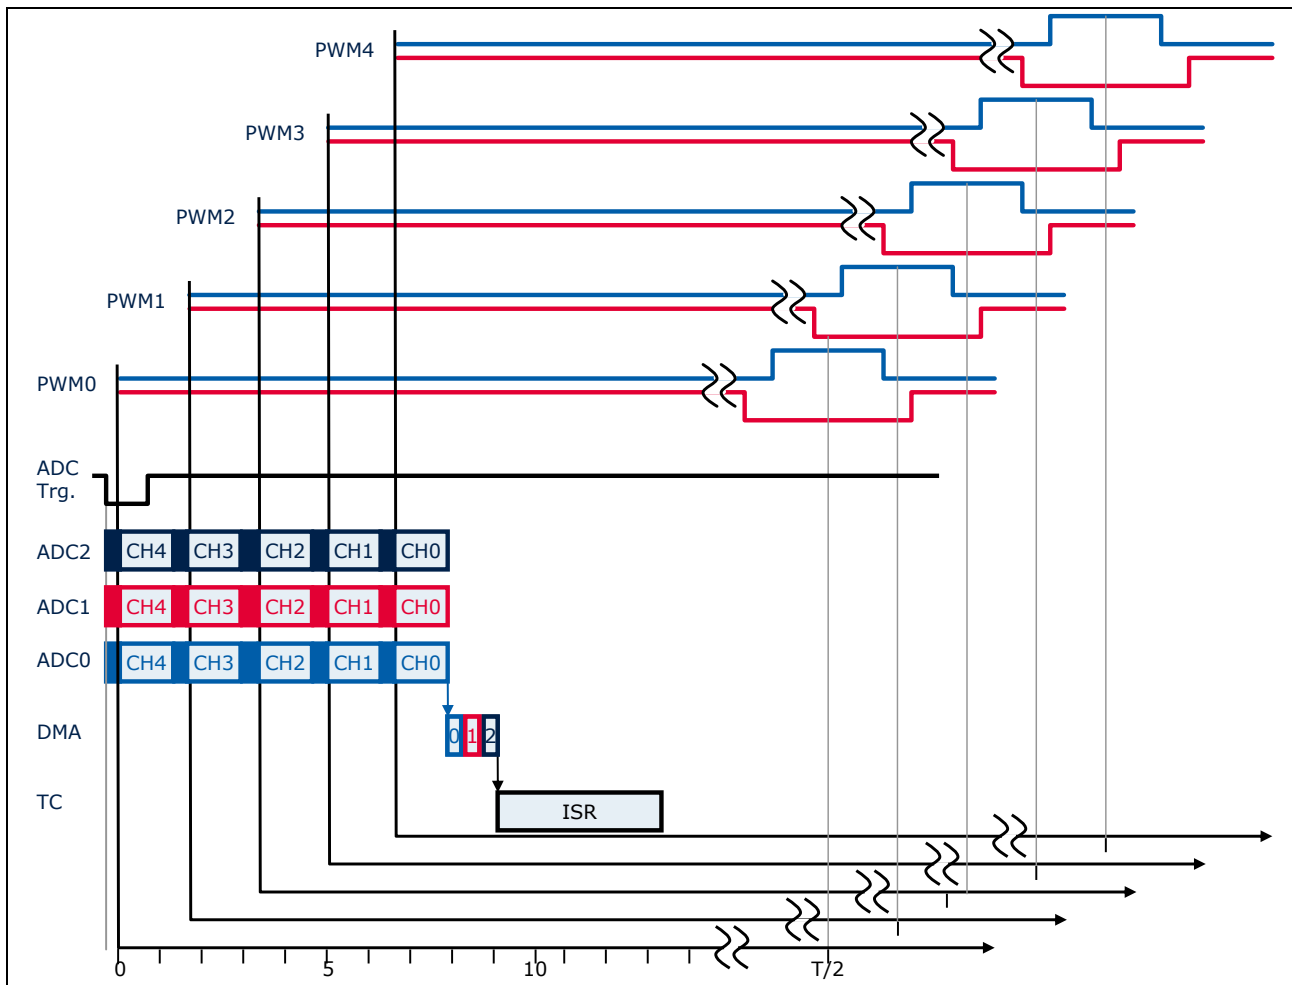 PWM4
PWM3
PWM2
PWM1
PWM0
ADC
Trg.
ADC2 CH4 CH3 CH2 CH1 CH0
ADC1 CH4 CH3 CH2 CH1 CH0
ADC0 CH4 CH3 CH2 CH1 CH0
DMA 0 1 2
TC ISR
0 5 10 T/2